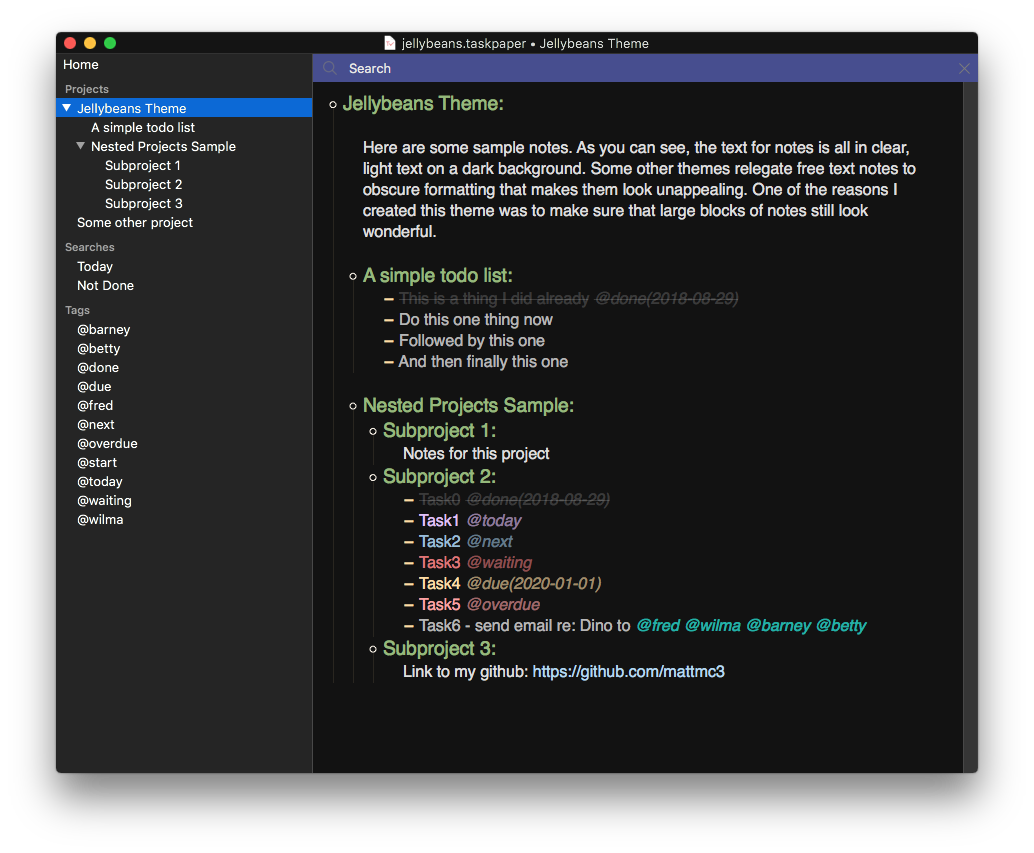 jellybeans.taskpaper • Jellybeans Theme
Home
Projects
Jellybeans Theme
A simple todo list
Nested Projects Sample
Subproject 1
Subproject 2
Subproject 3
Some other project
Searches
Today
Not Done
Tags
@barney
@betty
@done
@due
@fred
@next
@overdue
@start
@today
@waiting
@wilma
Search
Jellybeans Theme:
Here are some sample notes. As you can see, the text for notes is all in clear,
light text on a dark background. Some other themes relegate free text notes to
obscure formatting that makes them look unappealing. One of the reasons I
created this theme was to make sure that large blocks of notes still look
wonderful.
A simple todo list:
– This is a thing I did already @done(2018-08-29)
– Do this one thing now
– Followed by this one
– And then finally this one
Nested Projects Sample:
Subproject 1:
Notes for this project
Subproject 2:
– Task0 @done(2018-08-29)
– Task1 @today
– Task2 @next
– Task3 @waiting
– Task4 @due(2020-01-01)
– Task5 @overdue
– Task6 - send email re: Dino to @fred @wilma @barney @betty
Subproject 3:
Link to my github: https://github.com/mattmc3